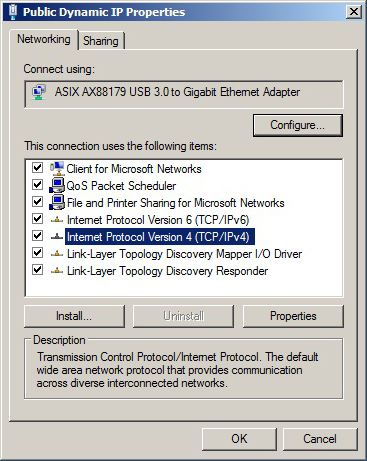 Public Dynamic IP Properties
Networking
Sharing
Connect using:
ASIX AX88179 USB 3.0 to Gigabit Ethernet Adapter
Configure...
This connection uses the following items:
Client for Microsoft Networks
QoS Packet Scheduler
File and Printer Sharing for Microsoft Networks
Internet Protocol Version 6 (TCP/IPv6)
Internet Protocol Version 4 (TCP/IPv4)
Link-Layer Topology Discovery Mapper I/O Driver
Link-Layer Topology Discovery Responder
Install...
Uninstall
Properties
Description
Transmission Control Protocol/Internet Protocol. The default
wide area network protocol that provides communication
across diverse interconnected networks.
OK
Cancel